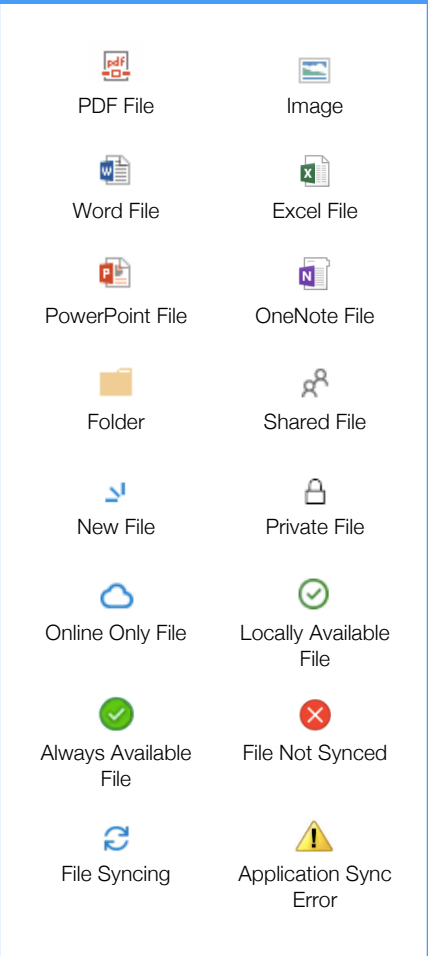 pdf
PDF File
Image
W
X
Word File
Excel File
P
N
PowerPoint File
OneNote File
Folder
Shared File
New File
Private File
Online Only File
Locally Available
File
Always Available
File
File Not Synced
File Syncing
Application Sync
Error